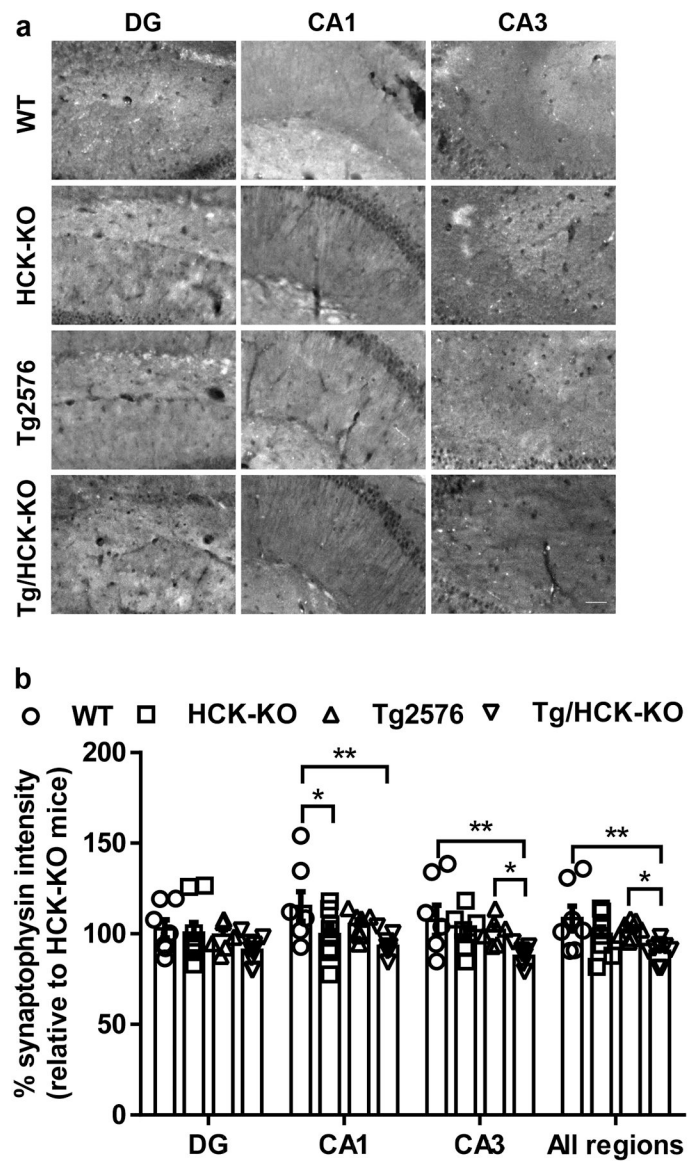 a
DG CA1 CA3
WT
HCK-KO
Tg2576
Tg/HCK-KO
b
WT HCK-KO Tg2576 Tg/HCK-KO
% synaptophysin intensity
(relative to HCK-KO mice)
200
150
100
50
0
**
*
**
*
**
*
DG CA1 CA3 All regions